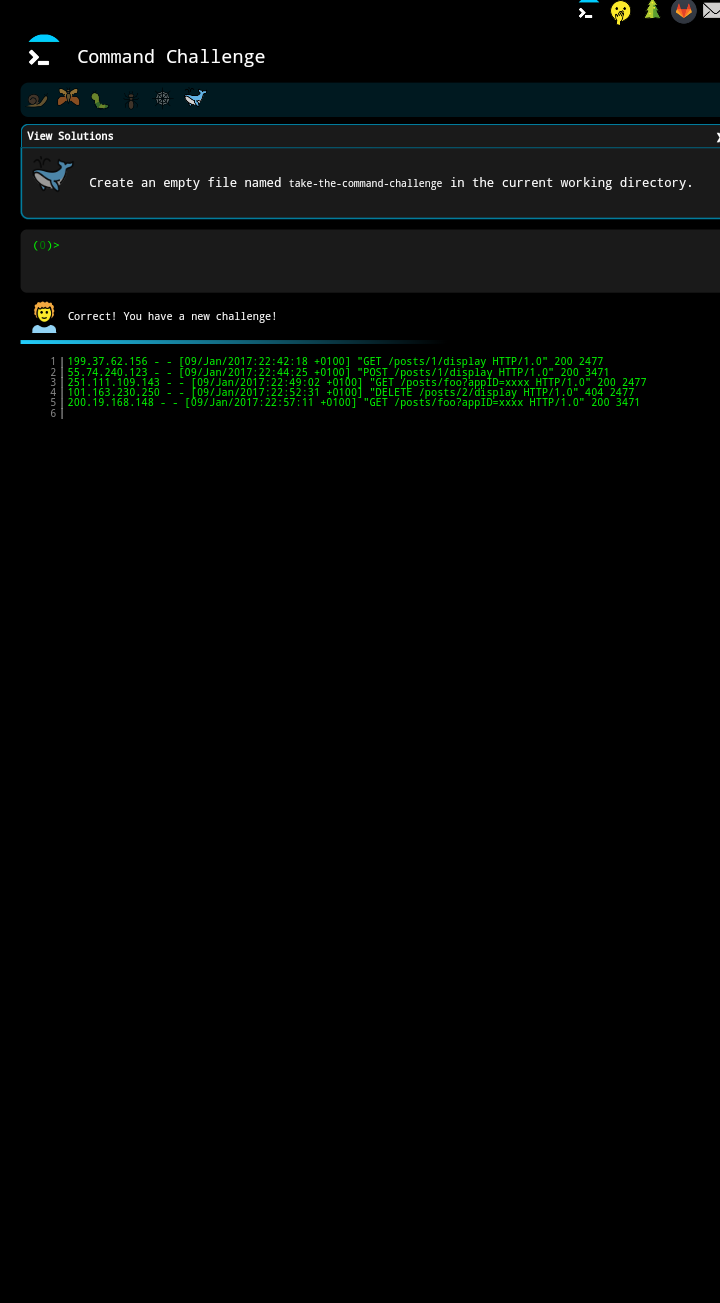 Command Challenge
View Solutions
Create an empty file named take-the-command-challenge in the current working directory.
(0)>
Correct! You have a new challenge!
1 199.37.62.156 - - [09/Jan/2017:22:42:18 +0100] "GET /posts/1/display HTTP/1.0" 200 2477
2 55.74.240.123 - - [09/Jan/2017:22:44:25 +0100] "POST /posts/1/display HTTP/1.0" 200 3471
3 251.111.109.143 - - [09/Jan/2017:22:49:02 +0100] "GET /posts/foo?appID=xxxx HTTP/1.0" 200 2477
4 101.163.230.250 - - [09/Jan/2017:22:52:31 +0100] "DELETE /posts/2/display HTTP/1.0" 404 2477
5 200.19.168.148 - - [09/Jan/2017:22:57:11 +0100] "GET /posts/foo?appID=xxxx HTTP/1.0" 200 3471
6